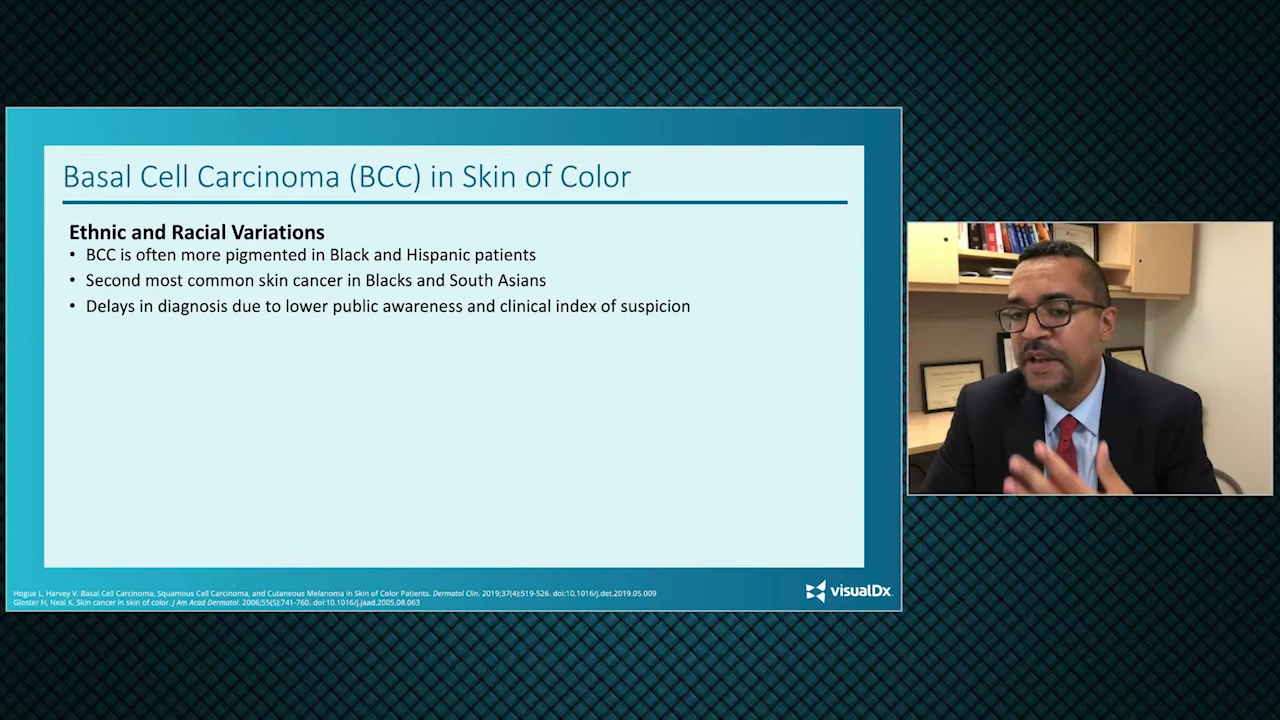 Basal Cell Carcinoma (BCC) in Skin of Color
Ethnic and Racial Variations
• BCC is often more pigmented in Black and Hispanic patients
• Second most common skin cancer in Blacks and South Asians
• Delays in diagnosis due to lower public awareness and clinical index of suspicion
Hogue L, Harvey V. Basal Cell Carcinoma, Squamous Cell Carcinoma, and Cutaneous Melanoma in Skin of Color Patients. Dermatol Clin. 2019;37(4):519-526. doi:10.1016/j.det.2019.05.009
Gloster H, Neal K. Skin cancer in skin of color. J Am Acad Dermatol. 2006;55(5):741-760. doi:10.1016/j.jaad.2005.08.063
visualDx